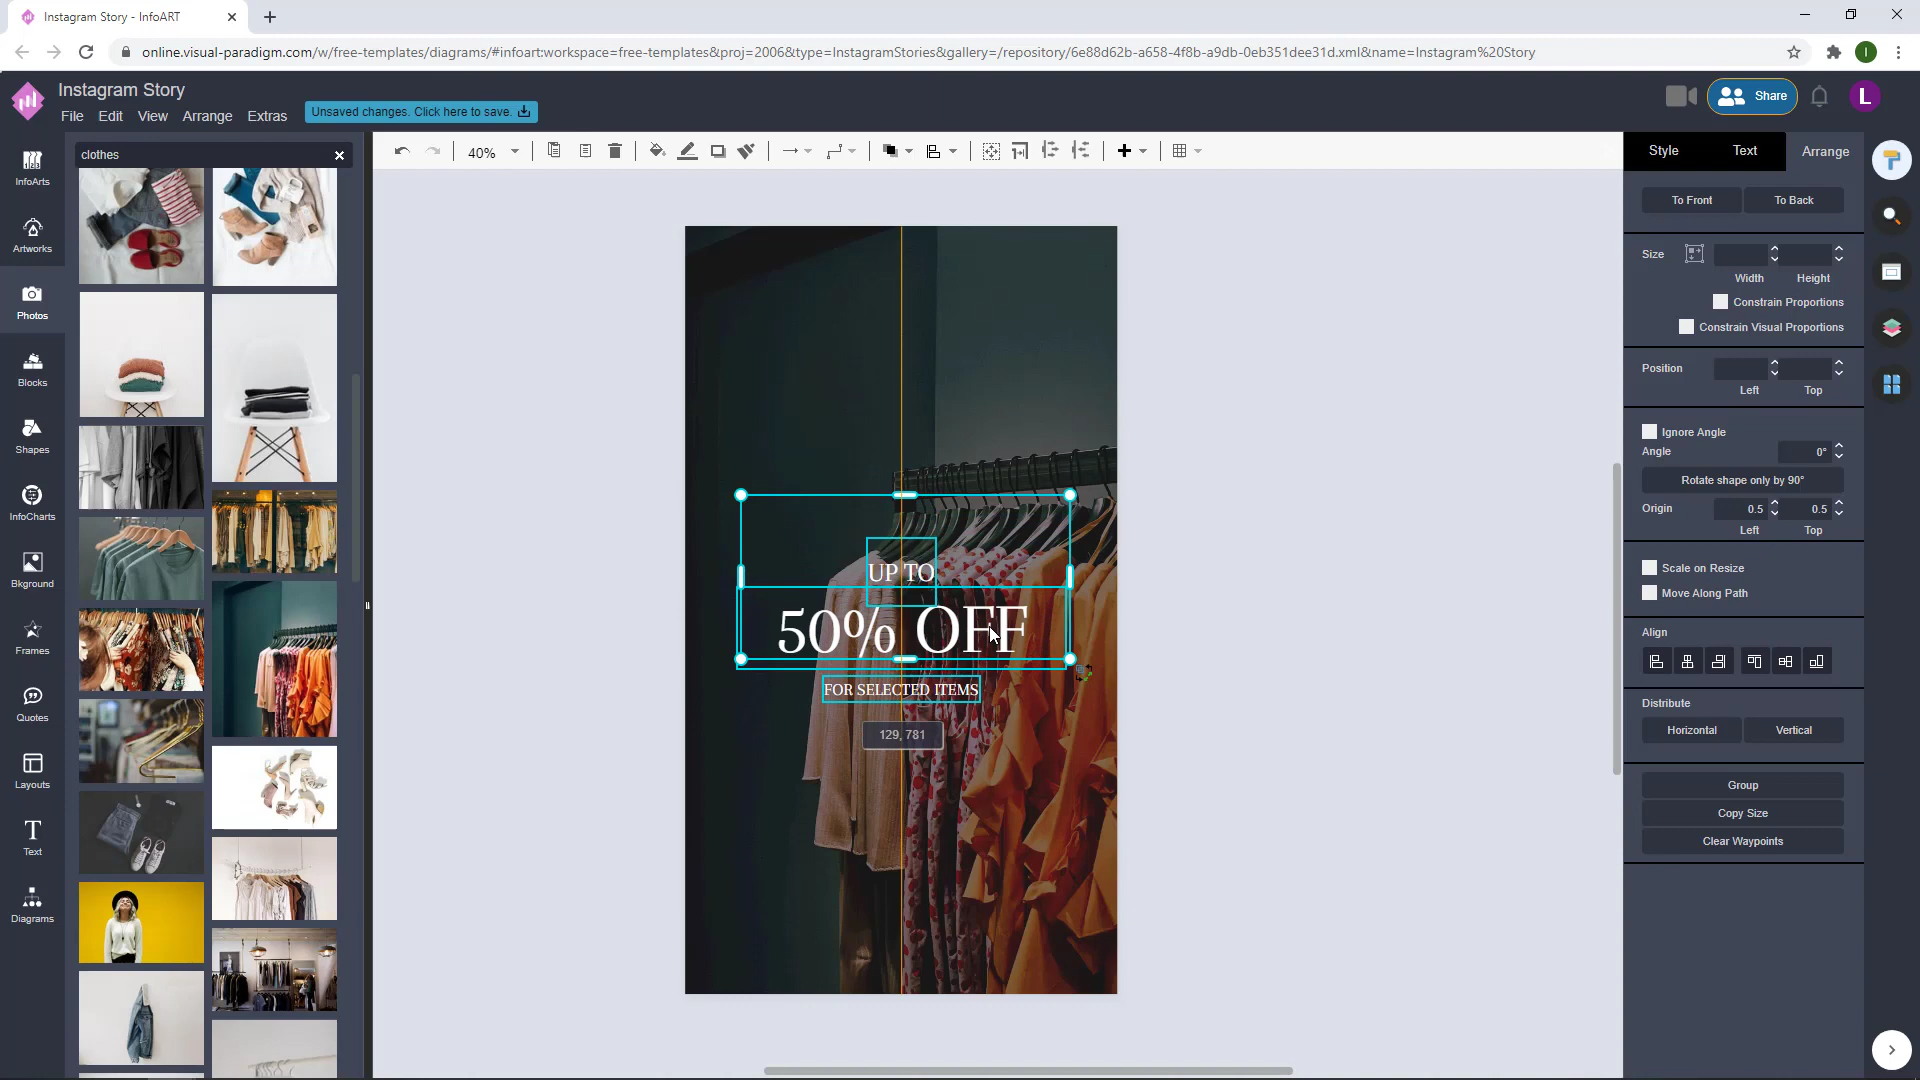 Instagram Story - InfoART
online.visual-paradigm.com/w/free-templates/diagrams/#infoart:workspace=free-templates&proj=2006&type=InstagramStories&gallery=/repository/6e88d62b-a658-4f8b-a9db-0eb351dee31d.xml&name=Instagram%20Story
I
Instagram Story
File Edit View Arrange Extras
Unsaved changes. Click here to save.
Share
L
clothes
40%
Style Text Arrange
To Front To Back
Size
Width Height
Constrain Proportions
Constrain Visual Proportions
Position
Left Top
Ignore Angle
Angle 0°
Rotate shape only by 90°
Origin 0.5 0.5
Left Top
Scale on Resize
Move Along Path
Align
Distribute
Horizontal Vertical
Group
Copy Size
Clear Waypoints
InfoArts
Artworks
Photos
Blocks
Shapes
InfoCharts
Bkground
Frames
Quotes
Layouts
T
Text
Diagrams
UP TO
50% OFF
FOR SELECTED ITEMS
129, 781